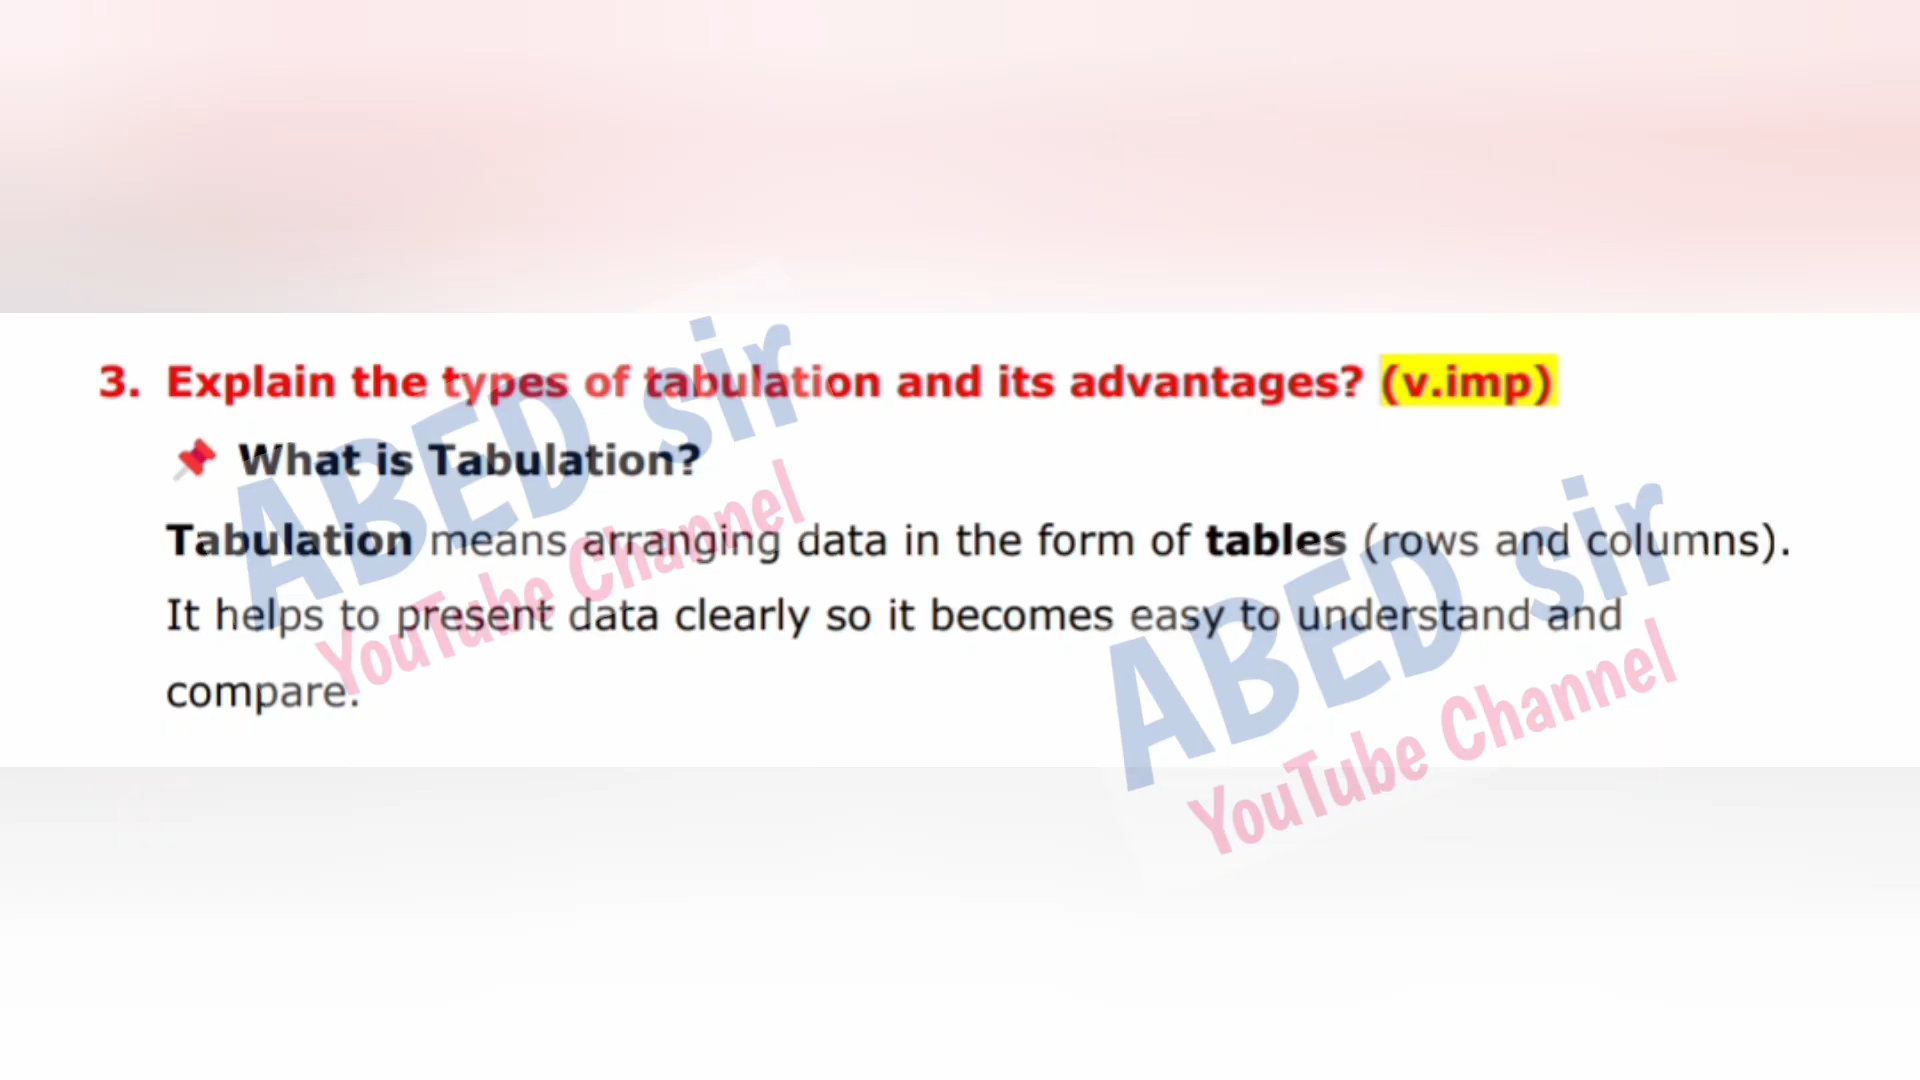 3. Explain the types of tabulation and its advantages? (v.imp)
📌 What is Tabulation?
Tabulation means arranging data in the form of tables (rows and columns).
It helps to present data clearly so it becomes easy to understand and
compare.
ABED sir
YouTube Channel
ABED sir
YouTube Channel